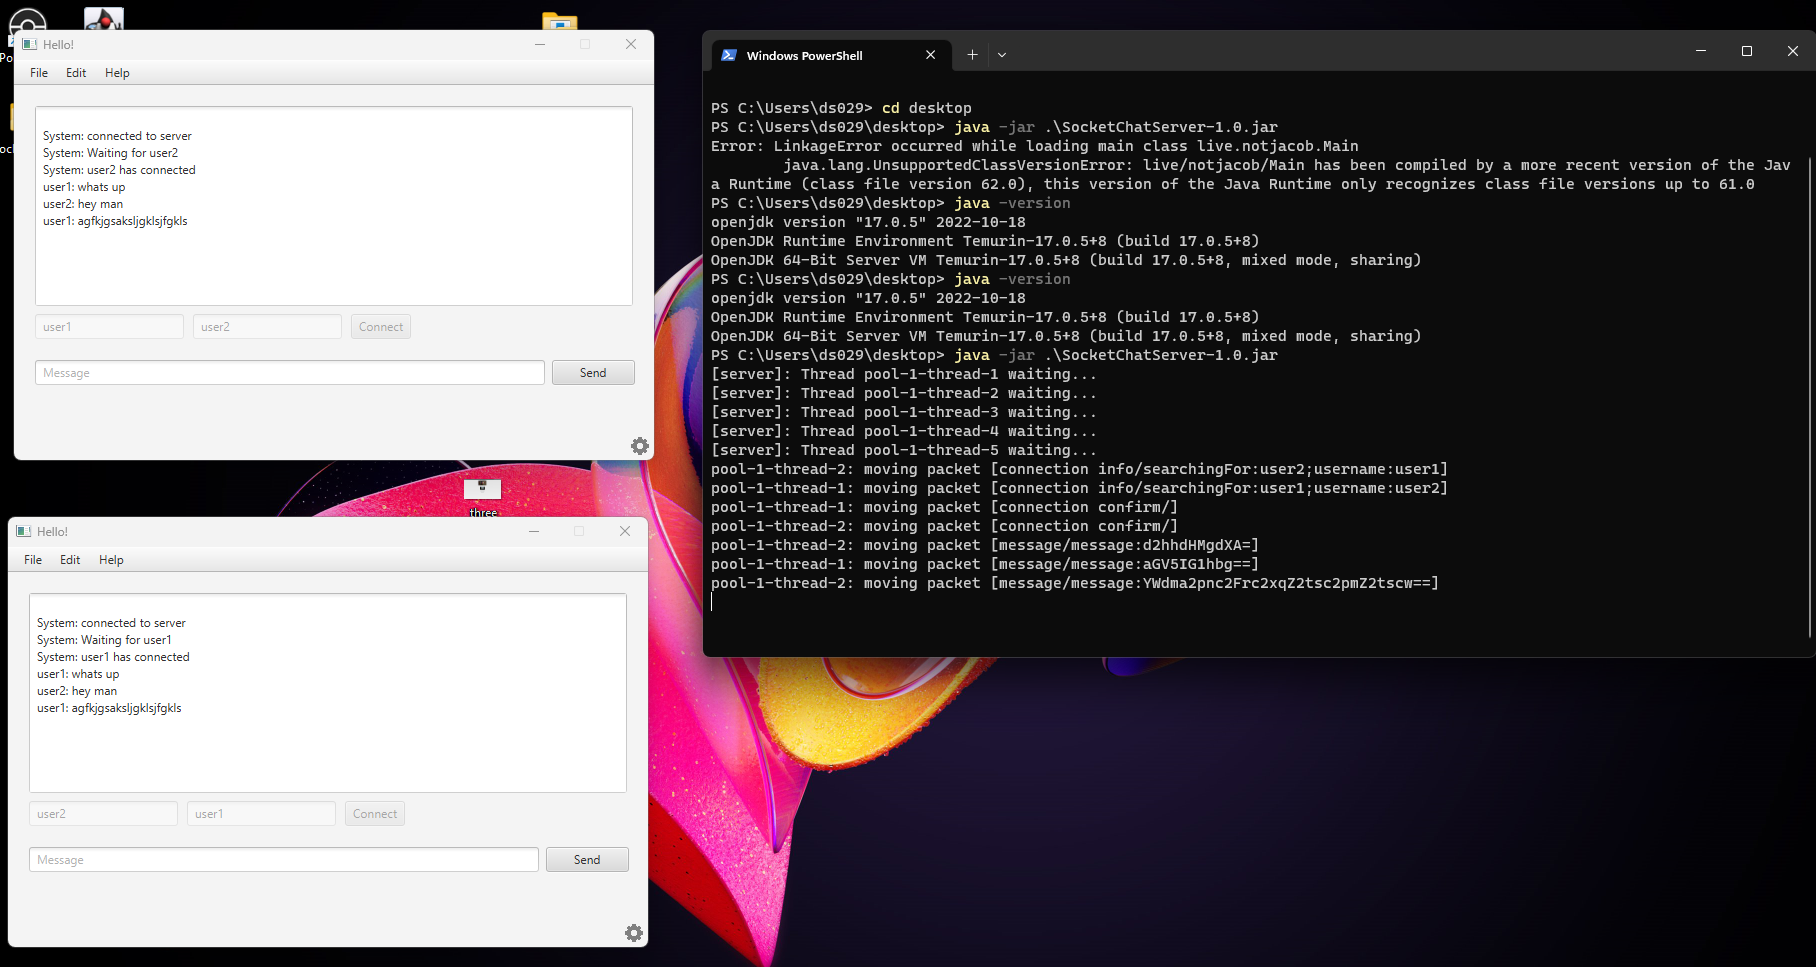 Hello!
File Edit Help
System: connected to server
System: Waiting for user2
System: user2 has connected
user1: whats up
user2: hey man
user1: agfkjgsaksljgklsjfgkls
user1 user2 Connect
Message Send
three
Hello!
File Edit Help
System: connected to server
System: Waiting for user1
System: user1 has connected
user1: whats up
user2: hey man
user1: agfkjgsaksljgklsjfgkls
user2 user1 Connect
Message Send
Windows PowerShell
PS C:\Users\ds029> cd desktop
PS C:\Users\ds029\desktop> java -jar .\SocketChatServer-1.0.jar
Error: LinkageError occurred while loading main class live.notjacob.Main
java.lang.UnsupportedClassVersionError: live/notjacob/Main has been compiled by a more recent version of the Jav
a Runtime (class file version 62.0), this version of the Java Runtime only recognizes class file versions up to 61.0
PS C:\Users\ds029\desktop> java -version
openjdk version "17.0.5" 2022-10-18
OpenJDK Runtime Environment Temurin-17.0.5+8 (build 17.0.5+8)
OpenJDK 64-Bit Server VM Temurin-17.0.5+8 (build 17.0.5+8, mixed mode, sharing)
PS C:\Users\ds029\desktop> java -version
openjdk version "17.0.5" 2022-10-18
OpenJDK Runtime Environment Temurin-17.0.5+8 (build 17.0.5+8)
OpenJDK 64-Bit Server VM Temurin-17.0.5+8 (build 17.0.5+8, mixed mode, sharing)
PS C:\Users\ds029\desktop> java -jar .\SocketChatServer-1.0.jar
[server]: Thread pool-1-thread-1 waiting...
[server]: Thread pool-1-thread-2 waiting...
[server]: Thread pool-1-thread-3 waiting...
[server]: Thread pool-1-thread-4 waiting...
[server]: Thread pool-1-thread-5 waiting...
pool-1-thread-2: moving packet [connection info/searchingFor:user2;username:user1]
pool-1-thread-1: moving packet [connection info/searchingFor:user1;username:user2]
pool-1-thread-1: moving packet [connection confirm/]
pool-1-thread-2: moving packet [connection confirm/]
pool-1-thread-2: moving packet [message/message:d2hhdHMgdXA=]
pool-1-thread-1: moving packet [message/message:aGV5IG1hbg==]
pool-1-thread-2: moving packet [message/message:YWdma2pnc2Frc2xqZ2tsc2pmZ2tscw==]